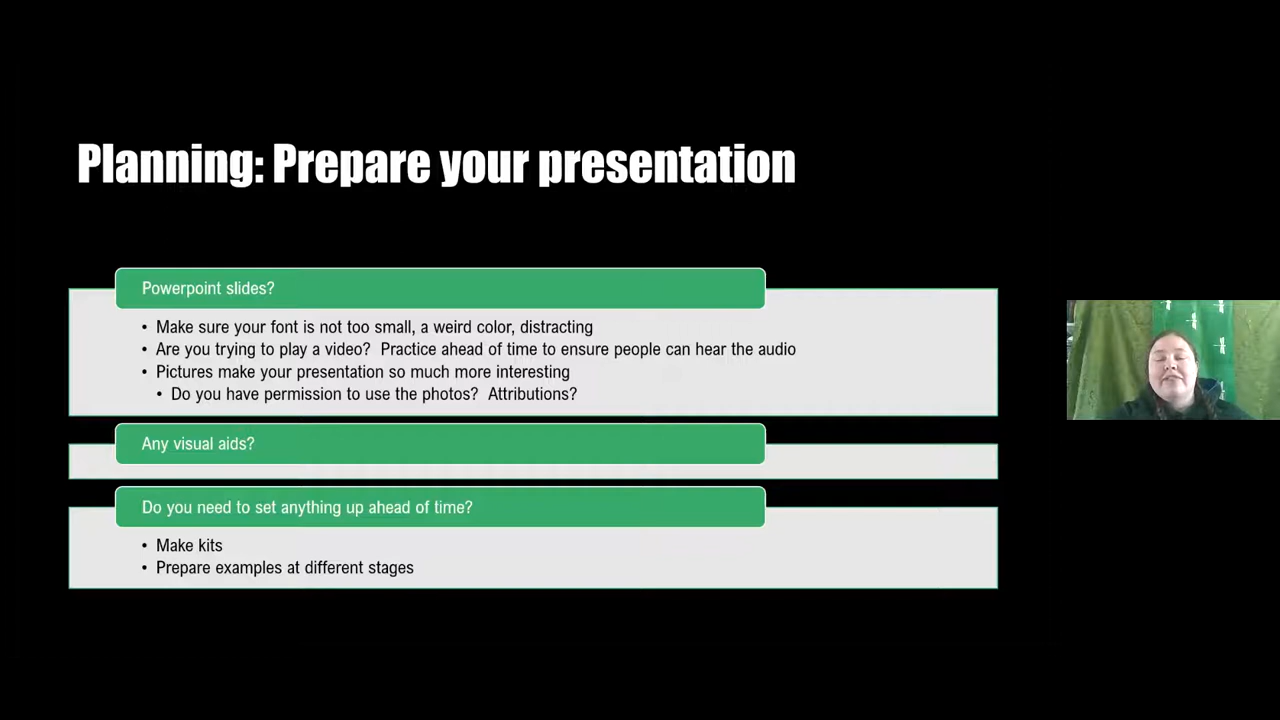 Planning: Prepare your presentation
Powerpoint slides?
• Make sure your font is not too small, a weird color, distracting
• Are you trying to play a video?  Practice ahead of time to ensure people can hear the audio
• Pictures make your presentation so much more interesting
• Do you have permission to use the photos?  Attributions?
Any visual aids?
Do you need to set anything up ahead of time?
• Make kits
• Prepare examples at different stages